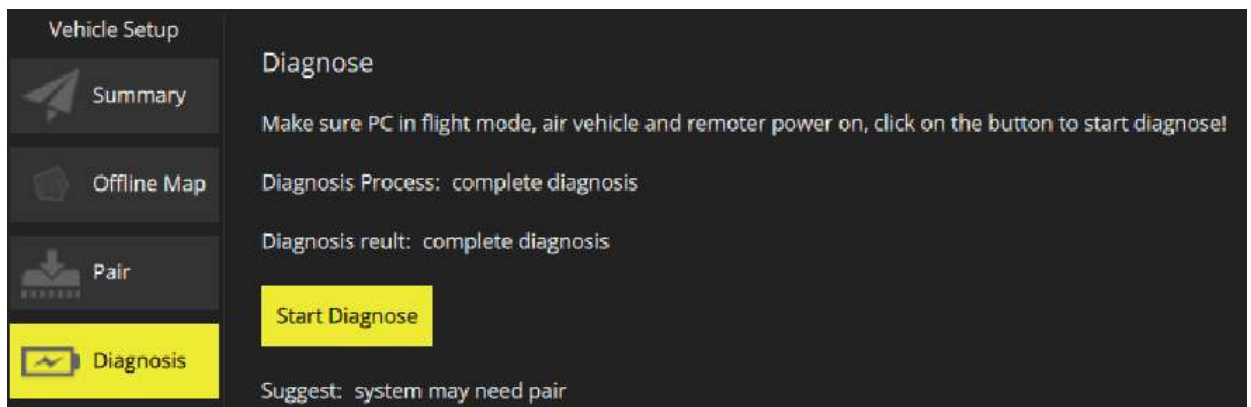 Vehicle Setup
Summary
Offline Map
Pair
Diagnosis
Diagnose
Make sure PC in flight mode, air vehicle and remoter power on, click on the button to start diagnose!
Diagnosis Process: complete diagnosis
Diagnosis reult: complete diagnosis
Start Diagnose
Suggest: system may need pair